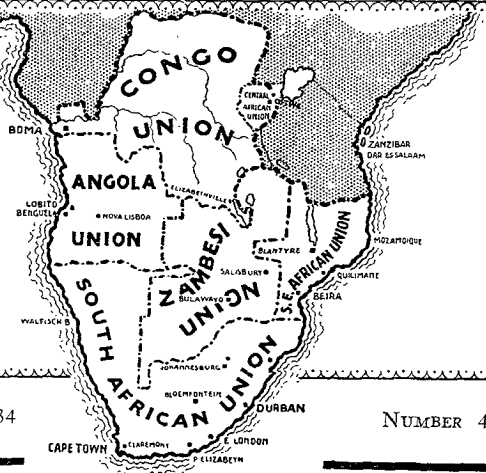 CONGO
UNION
CENTRAL
AFRICAN
UNION
BOMA
ZANZIBAR
DAR ES SALAAM
ANGOLA
ELIZABETHVILLE
LOBITO
BENGUELA
NOVA LISBOA
UNION
ZAMBESI
UNION
BLANTYRE
S.E. AFRICAN UNION
MOZAMBIQUE
SALISBURY
QUILIMANE
BULAWAYO
BEIRA
SOUTH AFRICAN UNION
WALFISCH B
JOHANNESBURG
BLOEMFONTEIN
DURBAN
34
NUMBER 4
CAPE TOWN
CLAREMONT
E LONDON
P ELIZABETH